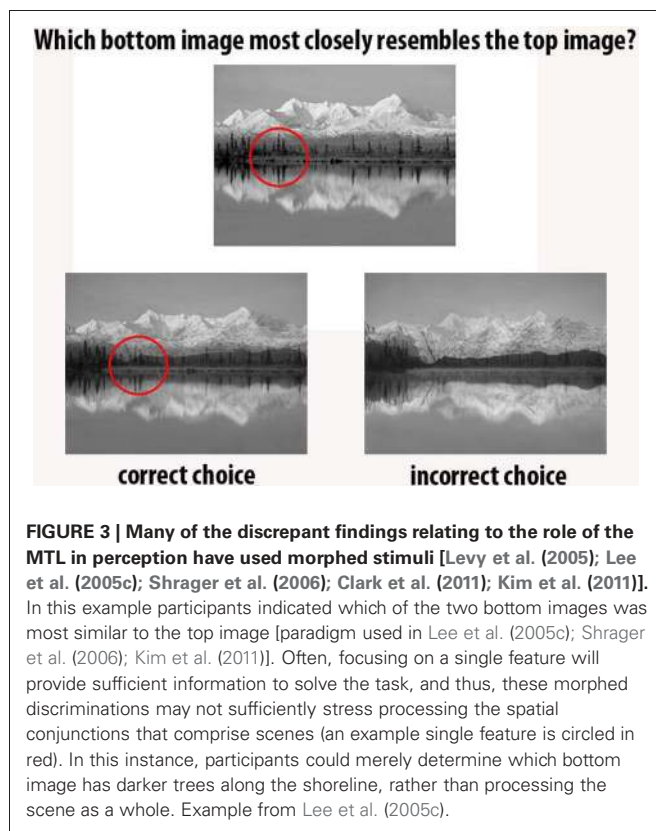 Which bottom image most closely resembles the top image?
correct choice
incorrect choice
FIGURE 3 | Many of the discrepant findings relating to the role of the
MTL in perception have used morphed stimuli [Levy et al. (2005); Lee
et al. (2005c); Shrager et al. (2006); Clark et al. (2011); Kim et al. (2011)].
In this example participants indicated which of the two bottom images was
most similar to the top image [paradigm used in Lee et al. (2005c); Shrager
et al. (2006); Kim et al. (2011)]. Often, focusing on a single feature will
provide sufficient information to solve the task, and thus, these morphed
discriminations may not sufficiently stress processing the spatial
conjunctions that comprise scenes (an example single feature is circled in
red). In this instance, participants could merely determine which bottom
image has darker trees along the shoreline, rather than processing the
scene as a whole. Example from Lee et al. (2005c).